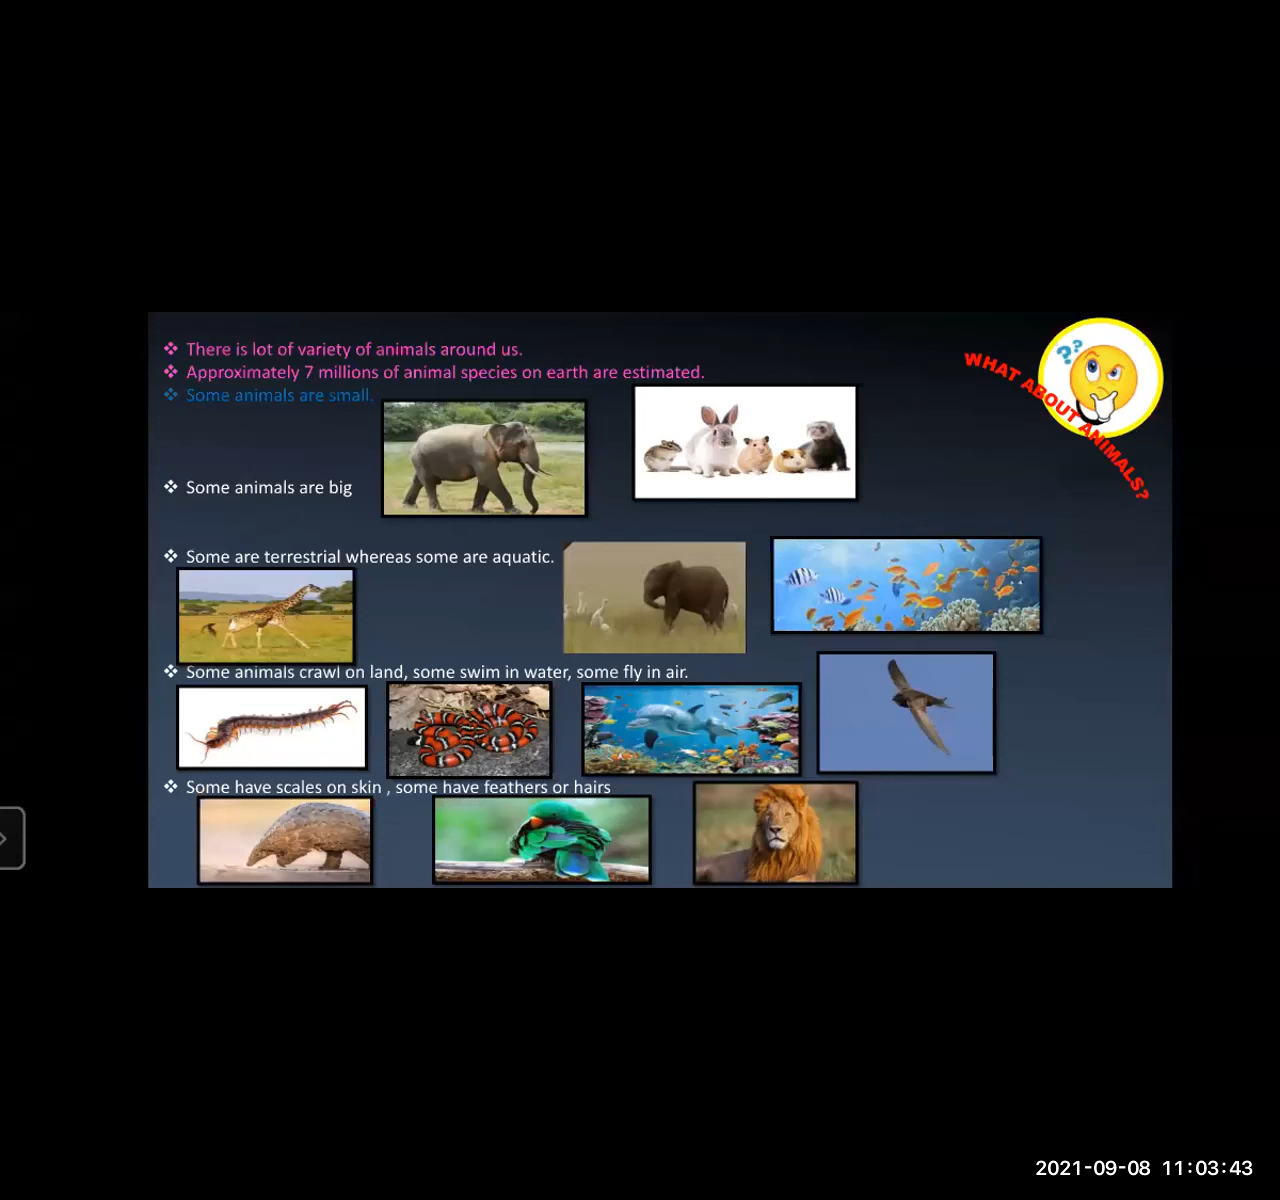 ❖ There is lot of variety of animals around us.
❖ Approximately 7 millions of animal species on earth are estimated.
❖ Some animals are small.
WHAT ABOUT ANIMALS?
??
❖ Some animals are big
❖ Some are terrestrial whereas some are aquatic.
❖ Some animals crawl on land, some swim in water, some fly in air.
❖ Some have scales on skin , some have feathers or hairs
2021-09-08 11:03:43